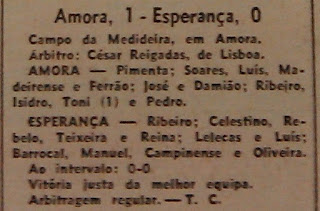 Amora, 1 - Esperança, 0
Campo da Medideira, em Amora.
Árbitro: César Reigadas, de Lisboa.
AMORA — Pimenta; Soares, Luís, Ma-
deirense e Ferrão; José e Damião; Ribeiro,
Isidro, Toni (1) e Pedro.
ESPERANÇA — Ribeiro; Celestino, Re-
belo, Teixeira e Reina; Lelecas e Luís;
Barrocal, Manuel, Campinense e Oliveira.
Ao intervalo: 0-0
Vitória justa da melhor equipa.
Arbitragem regular. — T. C.